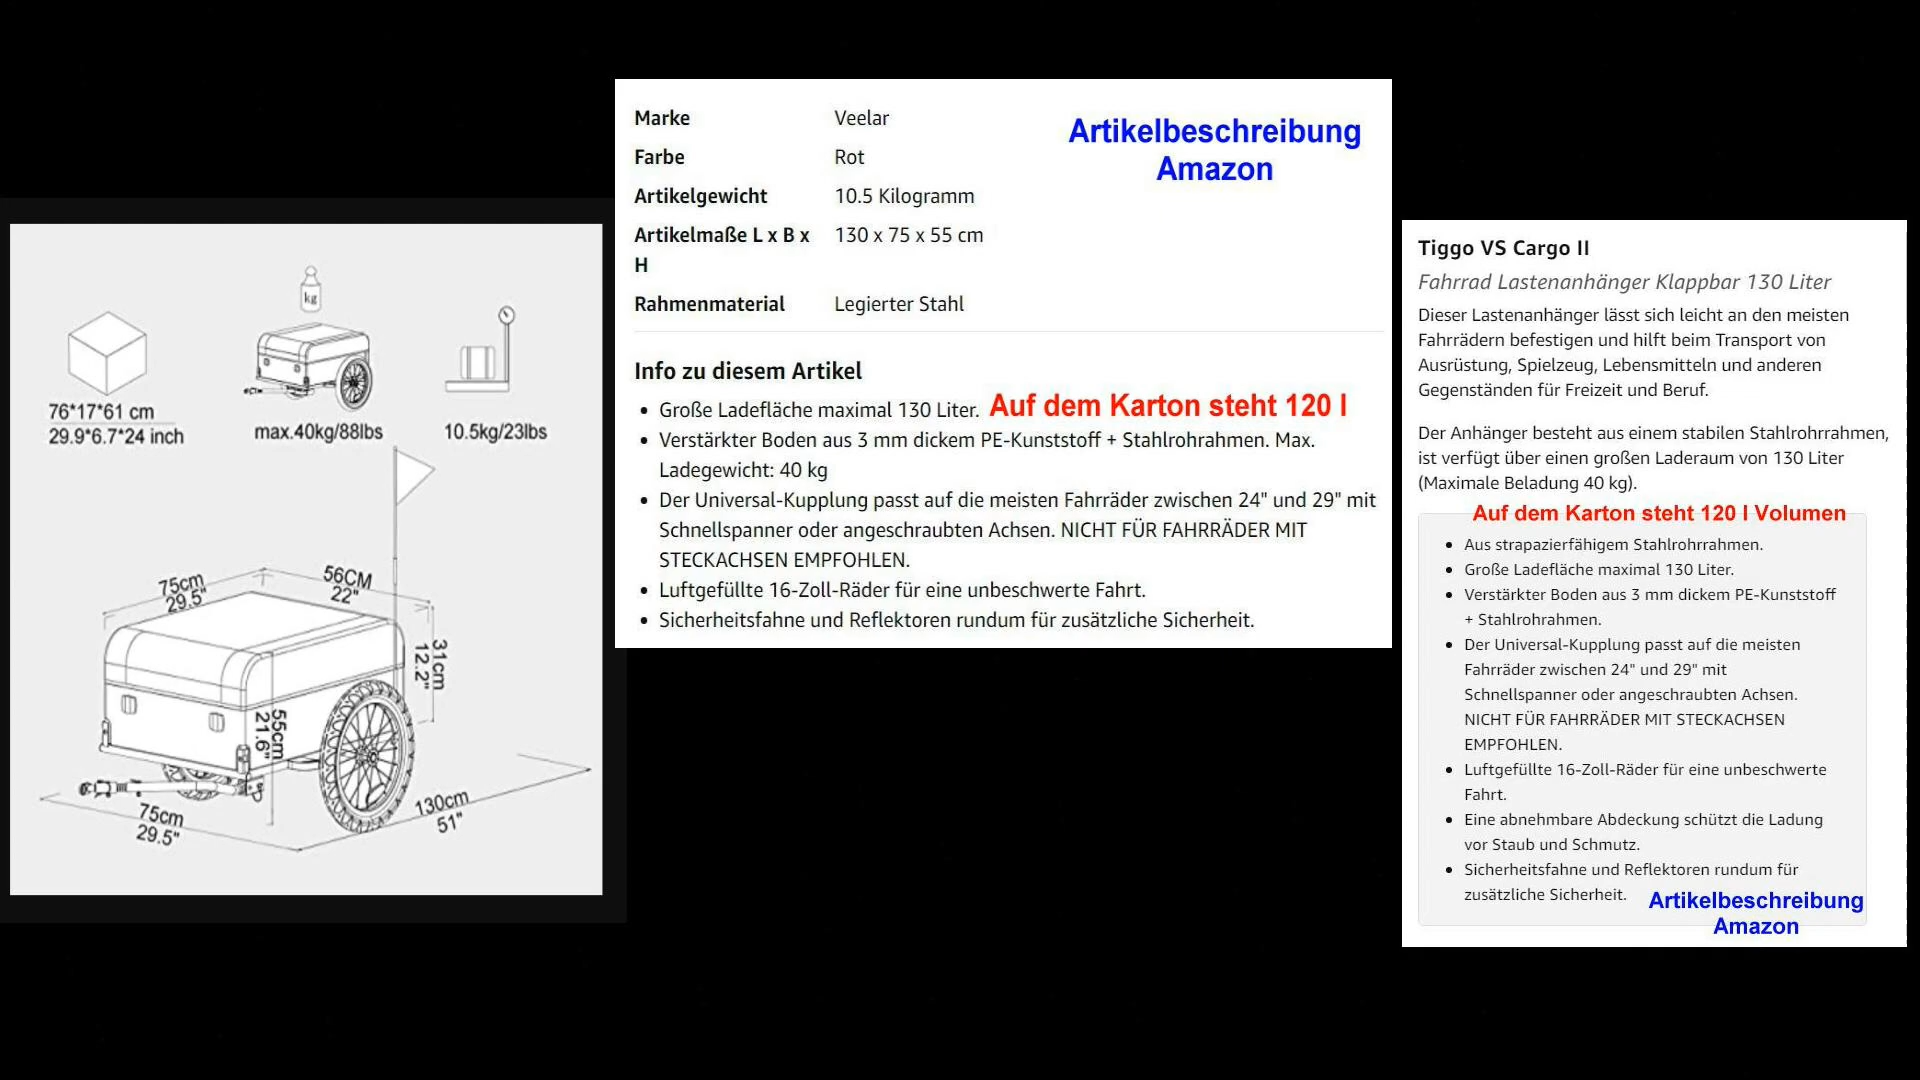 76*17*61 cm
29.9*6.7*24 inch
kg
max.40kg/88lbs
10.5kg/23lbs
75cm
29.5"
56CM
22"
31cm
12.2"
55cm
21.6"
75cm
29.5"
130cm
51"
Artikelbeschreibung
Amazon
Marke Veelar
Farbe Rot
Artikelgewicht 10.5 Kilogramm
Artikelmaße L x B x 130 x 75 x 55 cm
H
Rahmenmaterial Legierter Stahl
Info zu diesem Artikel
• Große Ladefläche maximal 130 Liter. Auf dem Karton steht 120 l
• Verstärkter Boden aus 3 mm dickem PE-Kunststoff + Stahlrohrahmen. Max.
Ladegewicht: 40 kg
• Der Universal-Kupplung passt auf die meisten Fahrräder zwischen 24" und 29" mit
Schnellspanner oder angeschraubten Achsen. NICHT FÜR FAHRRÄDER MIT
STECKACHSEN EMPFOHLEN.
• Luftgefüllte 16-Zoll-Räder für eine unbeschwerte Fahrt.
• Sicherheitsfahne und Reflektoren rundum für zusätzliche Sicherheit.
Tiggo VS Cargo II
Fahrrad Lastenanhänger Klappbar 130 Liter
Dieser Lastenanhänger lässt sich leicht an den meisten
Fahrrädern befestigen und hilft beim Transport von
Ausrüstung, Spielzeug, Lebensmitteln und anderen
Gegenständen für Freizeit und Beruf.
Der Anhänger besteht aus einem stabilen Stahlrohrrahmen,
ist verfügt über einen großen Laderaum von 130 Liter
(Maximale Beladung 40 kg).
Auf dem Karton steht 120 l Volumen
• Aus strapazierfähigem Stahlrohrrahmen.
• Große Ladefläche maximal 130 Liter.
• Verstärkter Boden aus 3 mm dickem PE-Kunststoff
+ Stahlrohrahmen.
• Der Universal-Kupplung passt auf die meisten
Fahrräder zwischen 24" und 29" mit
Schnellspanner oder angeschraubten Achsen.
NICHT FÜR FAHRRÄDER MIT STECKACHSEN
EMPFOHLEN.
• Luftgefüllte 16-Zoll-Räder für eine unbeschwerte
Fahrt.
• Eine abnehmbare Abdeckung schützt die Ladung
vor Staub und Schmutz.
• Sicherheitsfahne und Reflektoren rundum für
zusätzliche Sicherheit.
Artikelbeschreibung
Amazon